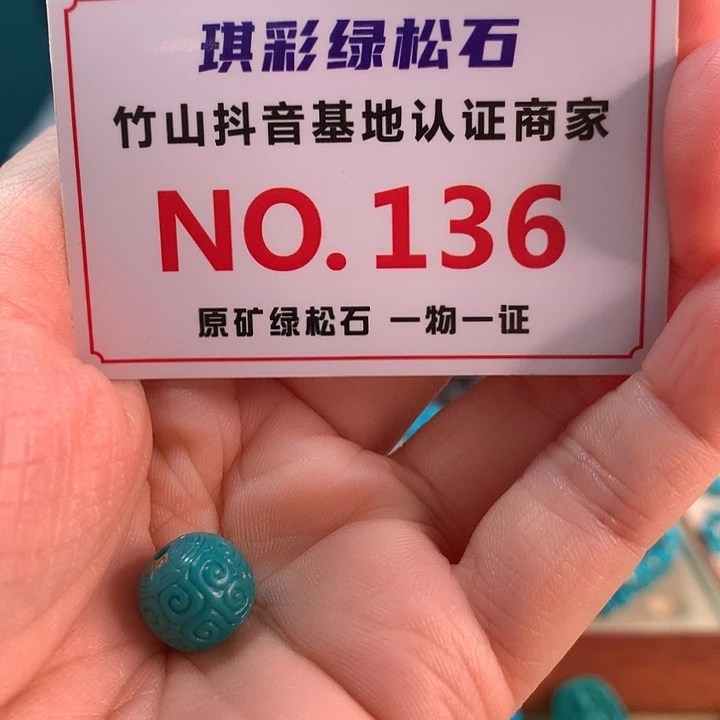 琪彩绿松石
竹山抖音基地认证商家
NO.136
原矿绿松石 一物一证